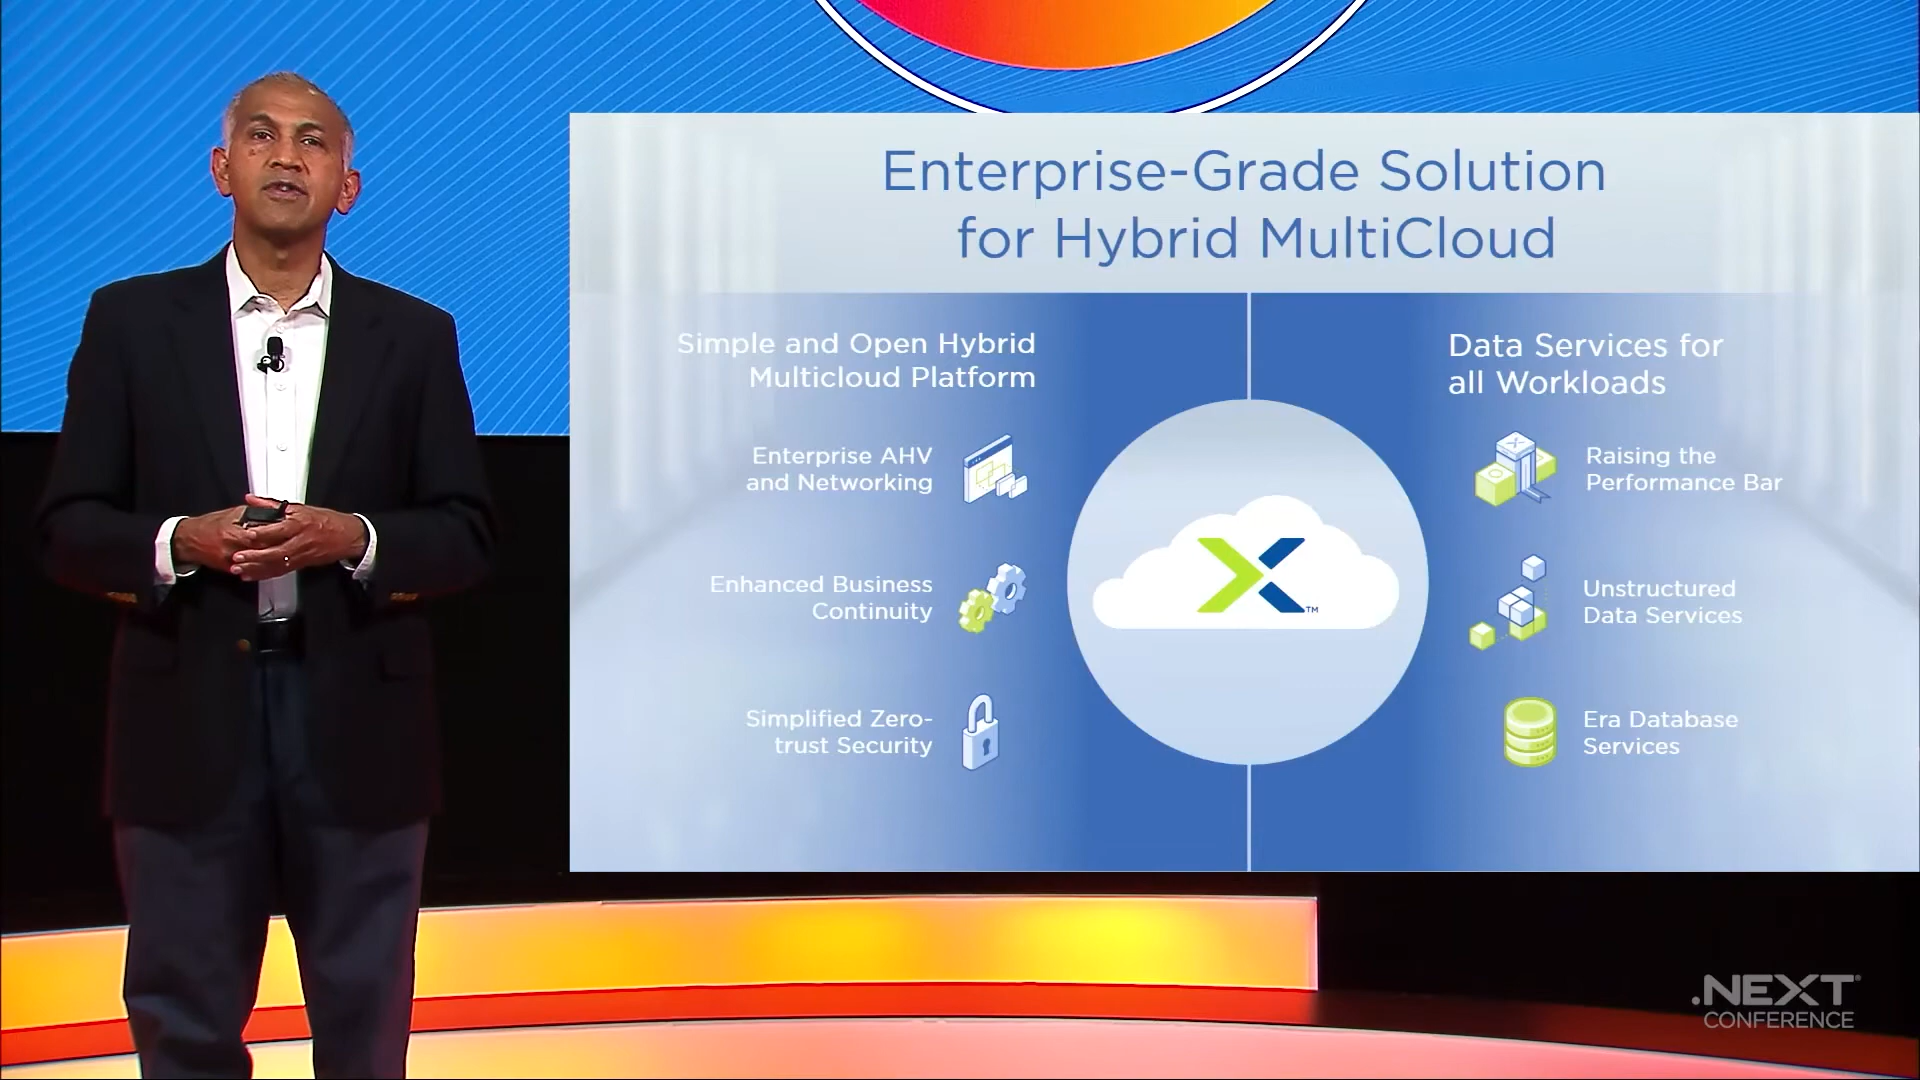 Enterprise-Grade Solution
for Hybrid MultiCloud
Simple and Open Hybrid
Multicloud Platform
Enterprise AHV
and Networking
Enhanced Business
Continuity
Simplified Zero-
trust Security
Data Services for
all Workloads
Raising the
Performance Bar
Unstructured
Data Services
Era Database
Services
X™
.NEXT®
CONFERENCE